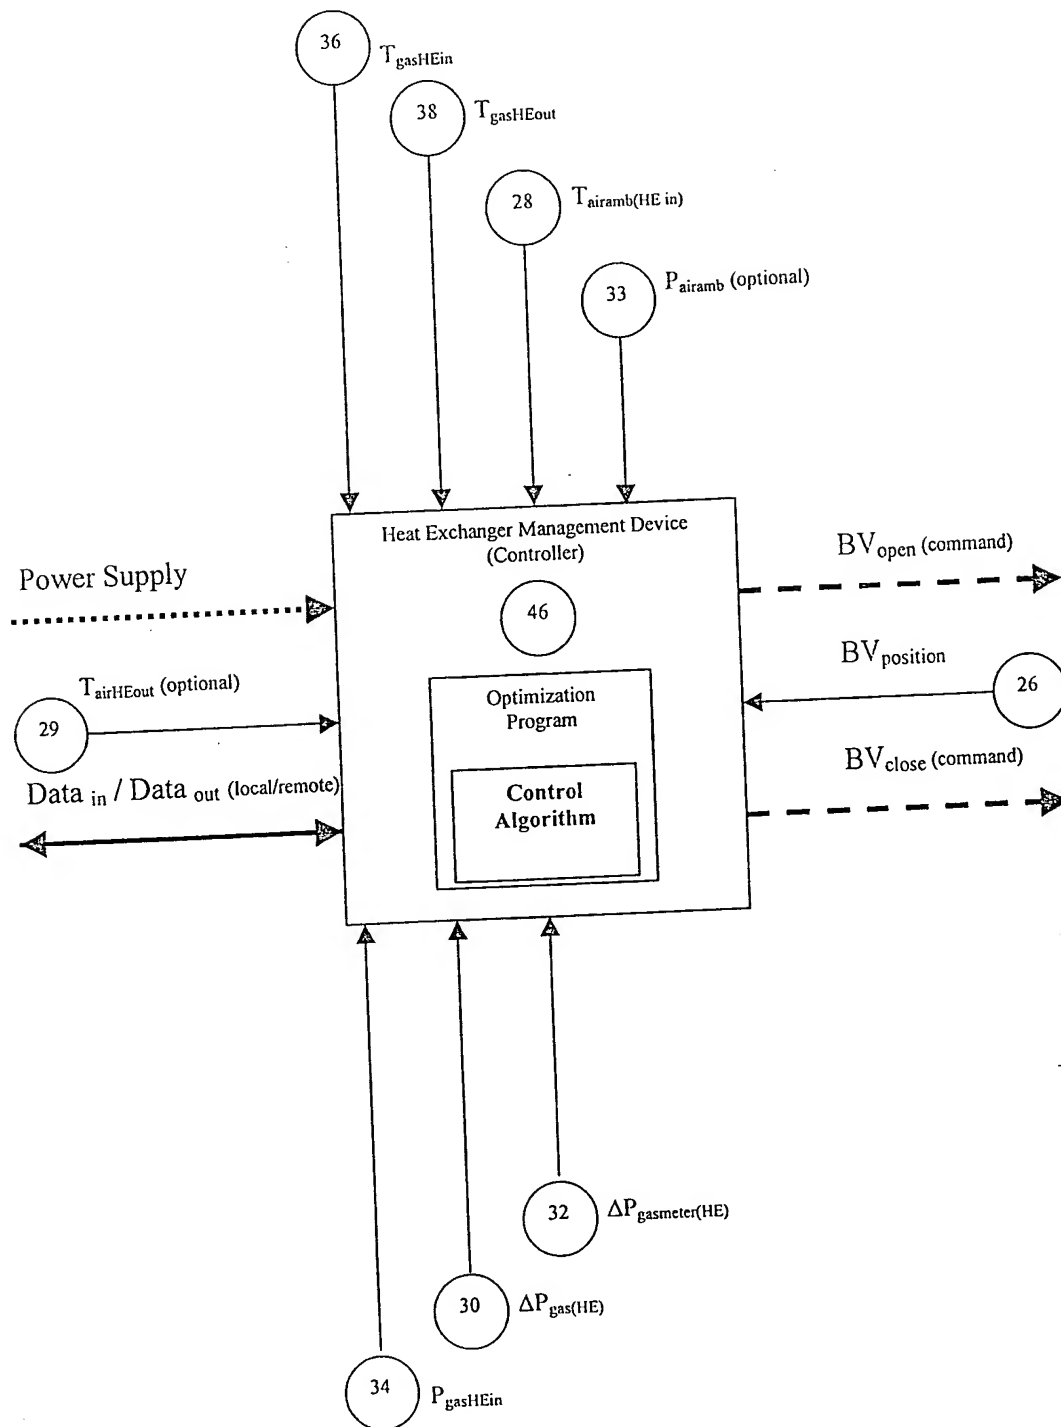 36 T_gasHEin
38 T_gasHEout
28 T_airamb(HE in)
33 P_airamb (optional)
Heat Exchanger Management Device
(Controller)
46
Optimization
Program
Control
Algorithm
Power Supply
T_airHEout (optional)
29
Data in / Data out (local/remote)
BV_open (command)
BV_position
26
BV_close (command)
32 ΔP_gasmeter(HE)
30 ΔP_gas(HE)
34 P_gasHEin